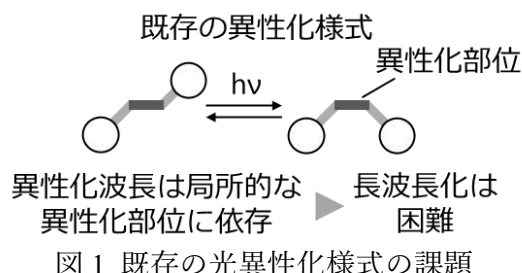 既存の異性化様式
異性化部位
hν
異性化波長は局所的な
異性化部位に依存
長波長化は
困難
図1 既存の光異性化様式の課題